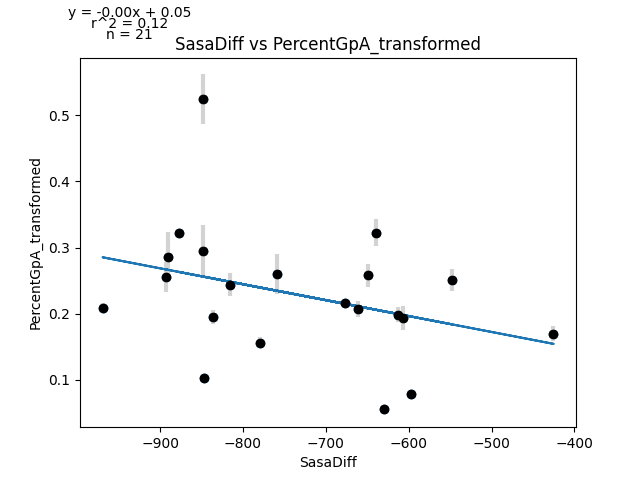 y = -0.00x + 0.05
r^2 = 0.12
n = 21
SasaDiff vs PercentGpA_transformed
PercentGpA_transformed
0.5
0.4
0.3
0.2
0.1
−900
−800
−700
−600
−500
−400
SasaDiff